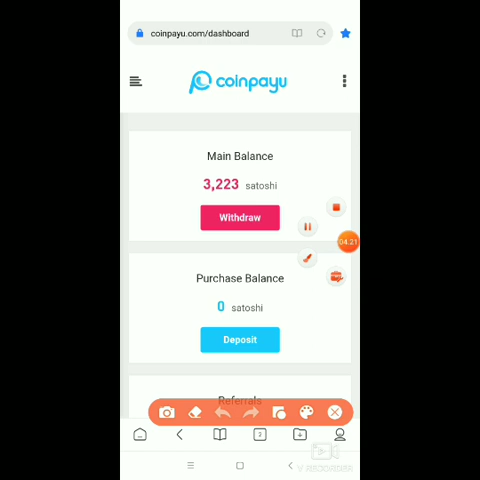 coinpayu.com/dashboard
coinpayu
Main Balance
3,223 satoshi
Withdraw
04:21
Purchase Balance
0 satoshi
Deposit
Referrals
2
V RECORDER